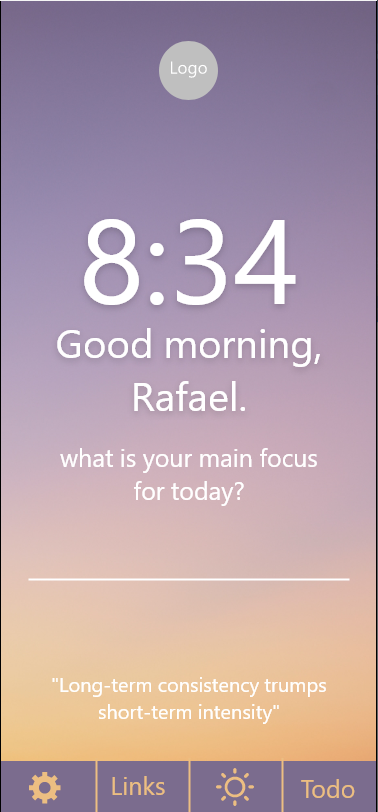 Logo
8:34
Good morning,
Rafael.
what is your main focus
for today?
"Long-term consistency trumps
short-term intensity"
Links
Todo